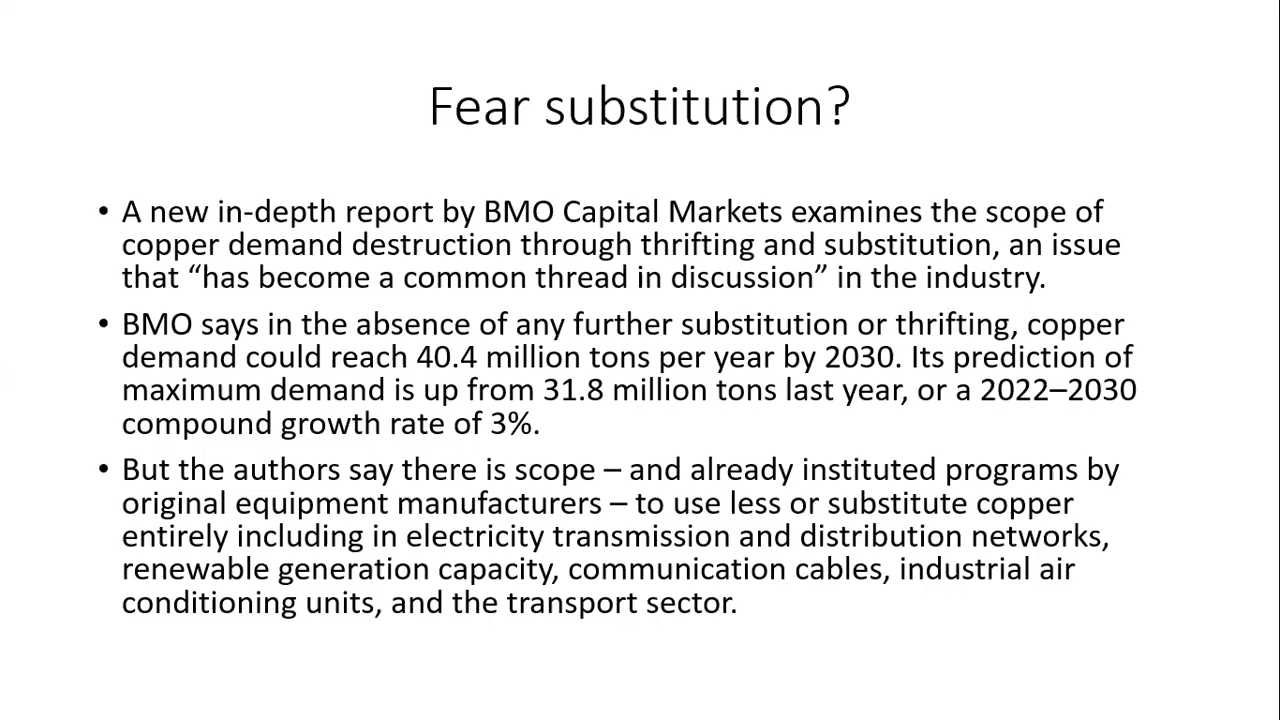 Fear substitution?
• A new in-depth report by BMO Capital Markets examines the scope of
copper demand destruction through thrifting and substitution, an issue
that “has become a common thread in discussion” in the industry.
• BMO says in the absence of any further substitution or thrifting, copper
demand could reach 40.4 million tons per year by 2030. Its prediction of
maximum demand is up from 31.8 million tons last year, or a 2022–2030
compound growth rate of 3%.
• But the authors say there is scope – and already instituted programs by
original equipment manufacturers – to use less or substitute copper
entirely including in electricity transmission and distribution networks,
renewable generation capacity, communication cables, industrial air
conditioning units, and the transport sector.